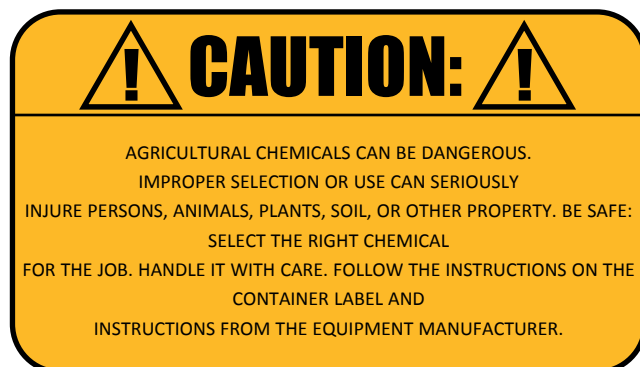 CAUTION:
AGRICULTURAL CHEMICALS CAN BE DANGEROUS.
IMPROPER SELECTION OR USE CAN SERIOUSLY
INJURE PERSONS, ANIMALS, PLANTS, SOIL, OR OTHER PROPERTY. BE SAFE:
SELECT THE RIGHT CHEMICAL
FOR THE JOB. HANDLE IT WITH CARE. FOLLOW THE INSTRUCTIONS ON THE
CONTAINER LABEL AND
INSTRUCTIONS FROM THE EQUIPMENT MANUFACTURER.